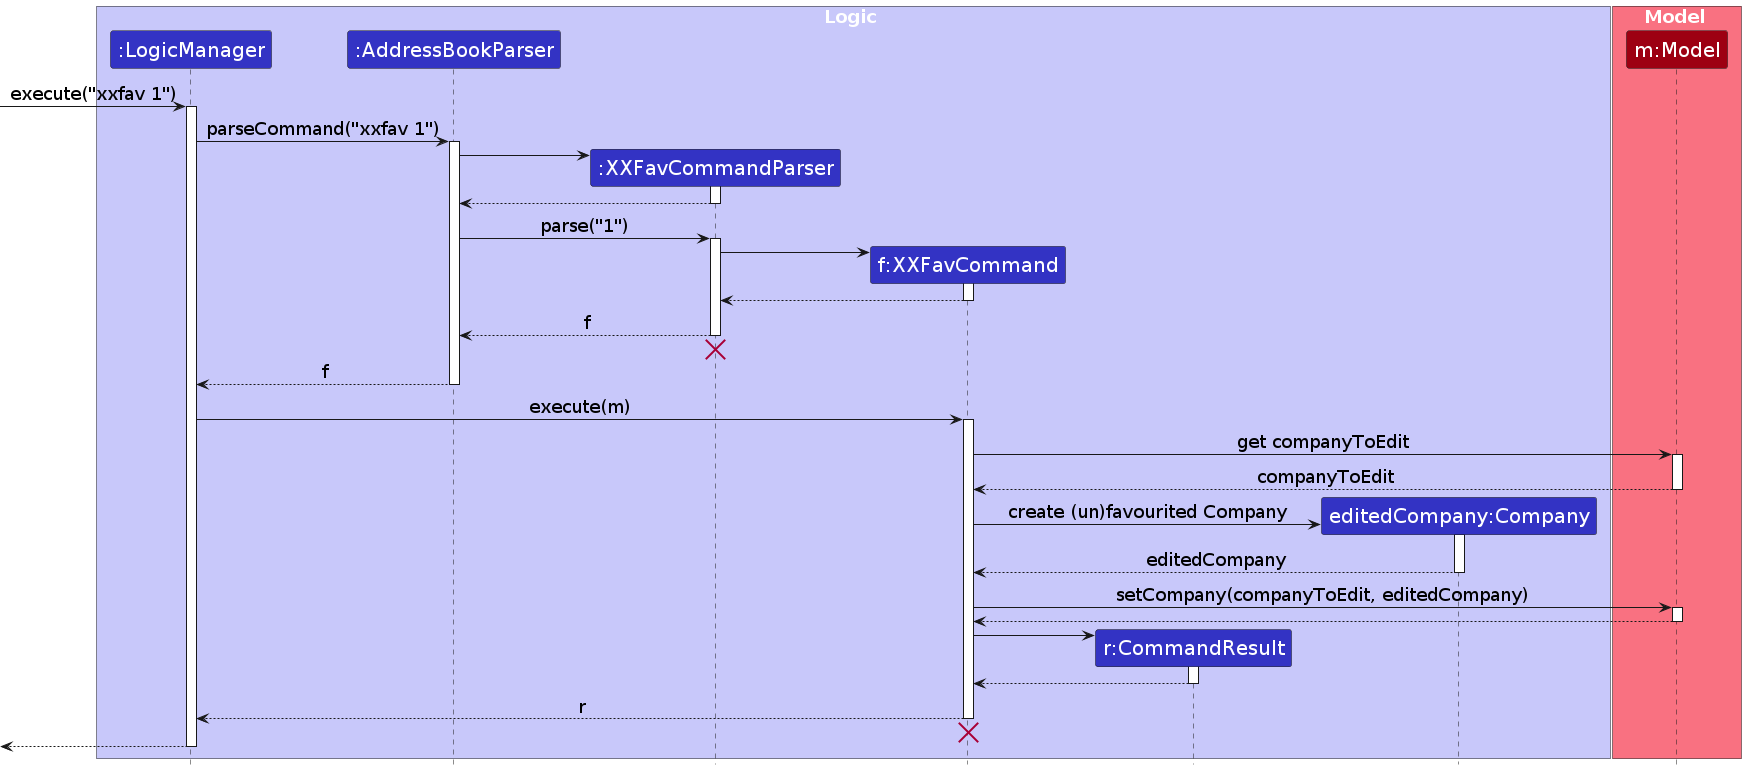 Logic
Model
:LogicManager
:AddressBookParser
m:Model
execute("xxfav 1")
parseCommand("xxfav 1")
:XXFavCommandParser
parse("1")
f:XXFavCommand
f
f
execute(m)
get companyToEdit
companyToEdit
create (un)favourited Company
editedCompany:Company
editedCompany
setCompany(companyToEdit, editedCompany)
r:CommandResult
r